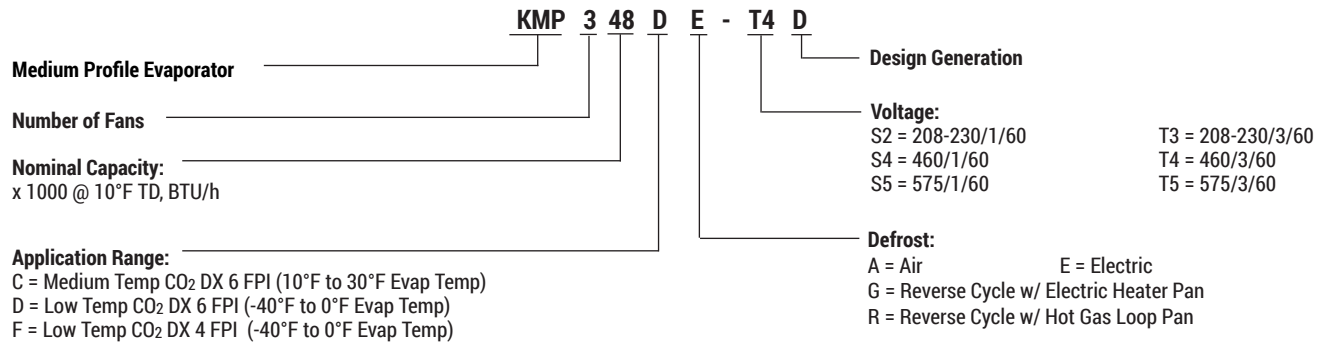 KMP 3 48 D E - T4 D
Medium Profile Evaporator
Number of Fans
Nominal Capacity:
x 1000 @ 10°F TD, BTU/h
Application Range:
C = Medium Temp CO2 DX 6 FPI (10°F to 30°F Evap Temp)
D = Low Temp CO2 DX 6 FPI (-40°F to 0°F Evap Temp)
F = Low Temp CO2 DX 4 FPI (-40°F to 0°F Evap Temp)
Design Generation
Voltage:
S2 = 208-230/1/60 T3 = 208-230/3/60
S4 = 460/1/60 T4 = 460/3/60
S5 = 575/1/60 T5 = 575/3/60
Defrost:
A = Air E = Electric
G = Reverse Cycle w/ Electric Heater Pan
R = Reverse Cycle w/ Hot Gas Loop Pan